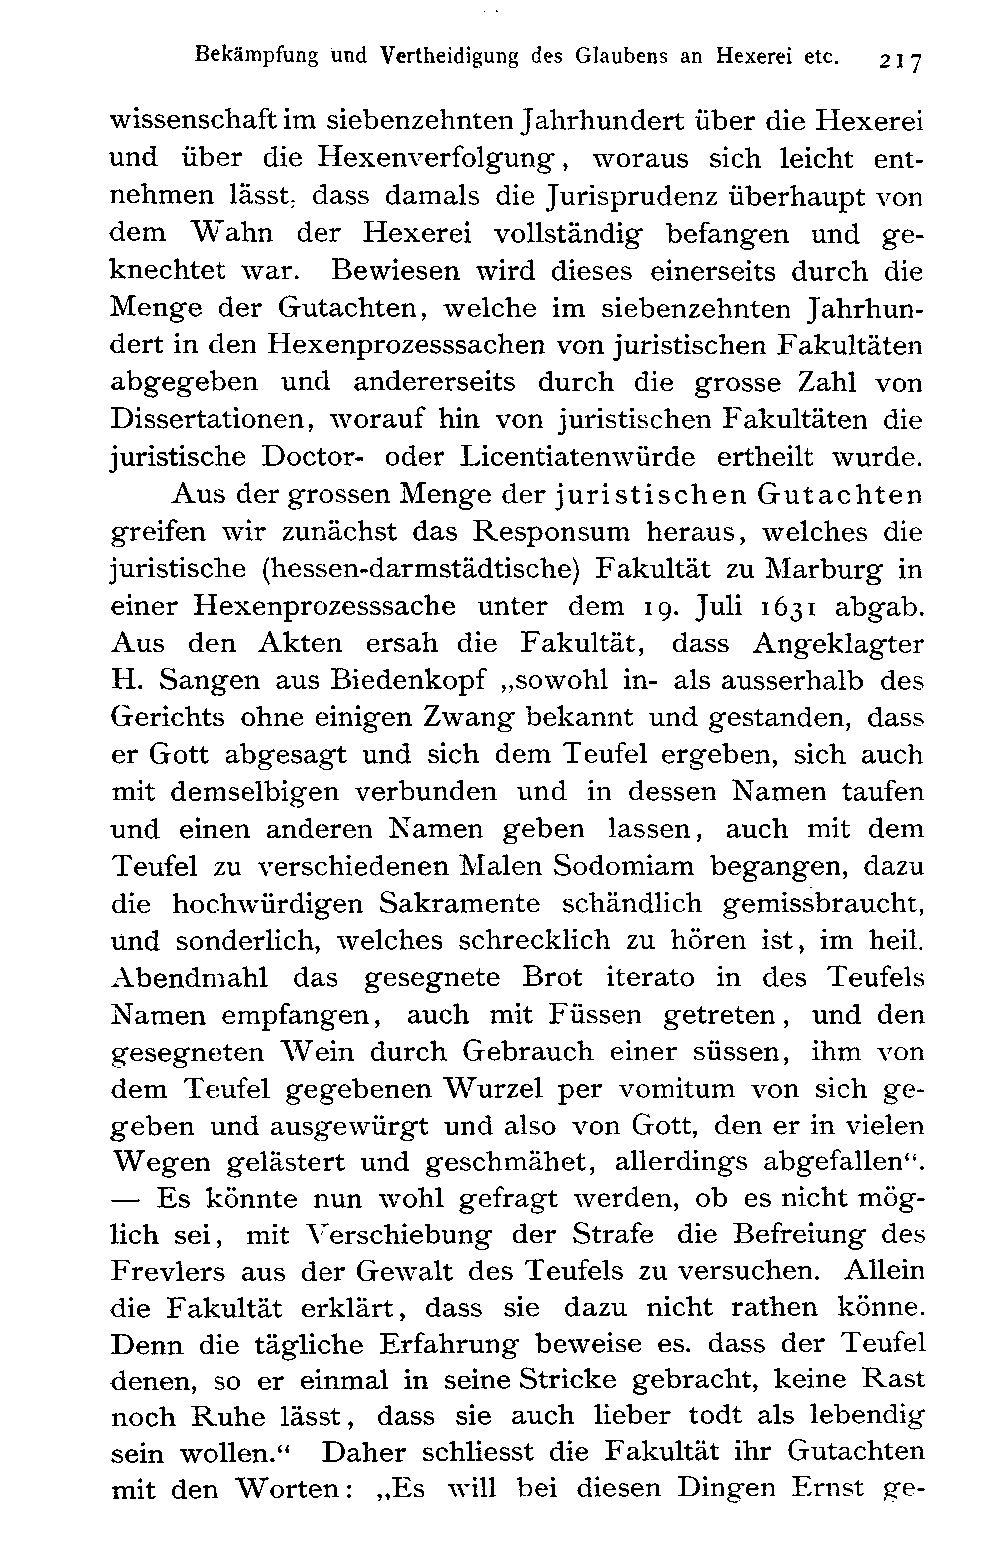 Bekämpfung und Vertheidigung des Glaubens an Hexerei etc. 217
wissenschaft im siebenzehnten Jahrhundert über die Hexerei
und über die Hexenverfolgung, woraus sich leicht ent-
nehmen lässt, dass damals die Jurisprudenz überhaupt von
dem Wahn der Hexerei vollständig befangen und ge-
knechtet war. Bewiesen wird dieses einerseits durch die
Menge der Gutachten, welche im siebenzehnten Jahrhun-
dert in den Hexenprozesssachen von juristischen Fakultäten
abgegeben und andererseits durch die grosse Zahl von
Dissertationen, worauf hin von juristischen Fakultäten die
juristische Doctor- oder Licentiatenwürde ertheilt wurde.
Aus der grossen Menge der juristischen Gutachten
greifen wir zunächst das Responsum heraus, welches die
juristische (hessen-darmstädtische) Fakultät zu Marburg in
einer Hexenprozesssache unter dem 19. Juli 1631 abgab.
Aus den Akten ersah die Fakultät, dass Angeklagter
H. Sangen aus Biedenkopf „sowohl in- als ausserhalb des
Gerichts ohne einigen Zwang bekannt und gestanden, dass
er Gott abgesagt und sich dem Teufel ergeben, sich auch
mit demselbigen verbunden und in dessen Namen taufen
und einen anderen Namen geben lassen, auch mit dem
Teufel zu verschiedenen Malen Sodomiam begangen, dazu
die hochwürdigen Sakramente schändlich gemissbraucht,
und sonderlich, welches schrecklich zu hören ist, im heil.
Abendmahl das gesegnete Brot iterato in des Teufels
Namen empfangen, auch mit Füssen getreten, und den
gesegneten Wein durch Gebrauch einer süssen, ihm von
dem Teufel gegebenen Wurzel per vomitum von sich ge-
geben und ausgewürgt und also von Gott, den er in vielen
Wegen gelästert und geschmähet, allerdings abgefallen“.
— Es könnte nun wohl gefragt werden, ob es nicht mög-
lich sei, mit Verschiebung der Strafe die Befreiung des
Frevlers aus der Gewalt des Teufels zu versuchen. Allein
die Fakultät erklärt, dass sie dazu nicht rathen könne.
Denn die tägliche Erfahrung beweise es. dass der Teufel
denen, so er einmal in seine Stricke gebracht, keine Rast
noch Ruhe lässt, dass sie auch lieber todt als lebendig
sein wollen.“ Daher schliesst die Fakultät ihr Gutachten
mit den Worten: „Es will bei diesen Dingen Ernst ge-